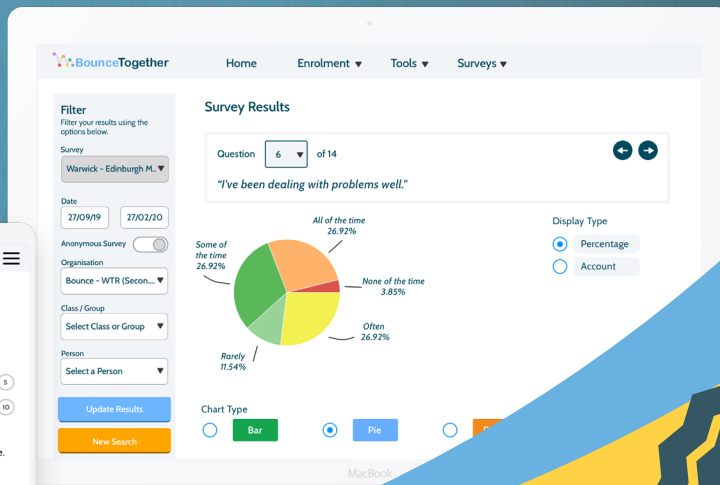 BounceTogether
Home
Enrolment
Tools
Surveys
Filter
Filter your results using the
options below.
Survey
Warwick - Edinburgh M..
Date
27/09/19
27/02/20
Anonymous Survey
Organisation
Bounce - WTR (Secon....
Class / Group
Select Class or Group
Person
Select a Person
Update Results
New Search
Survey Results
Question
6
of 14
"I've been dealing with problems well."
All of the time
26.92%
Some of
the time
26.92%
None of the time
3.85%
Often
26.92%
Rarely
11.54%
Display Type
Percentage
Account
Chart Type
Bar
Pie
MacBook
5
10